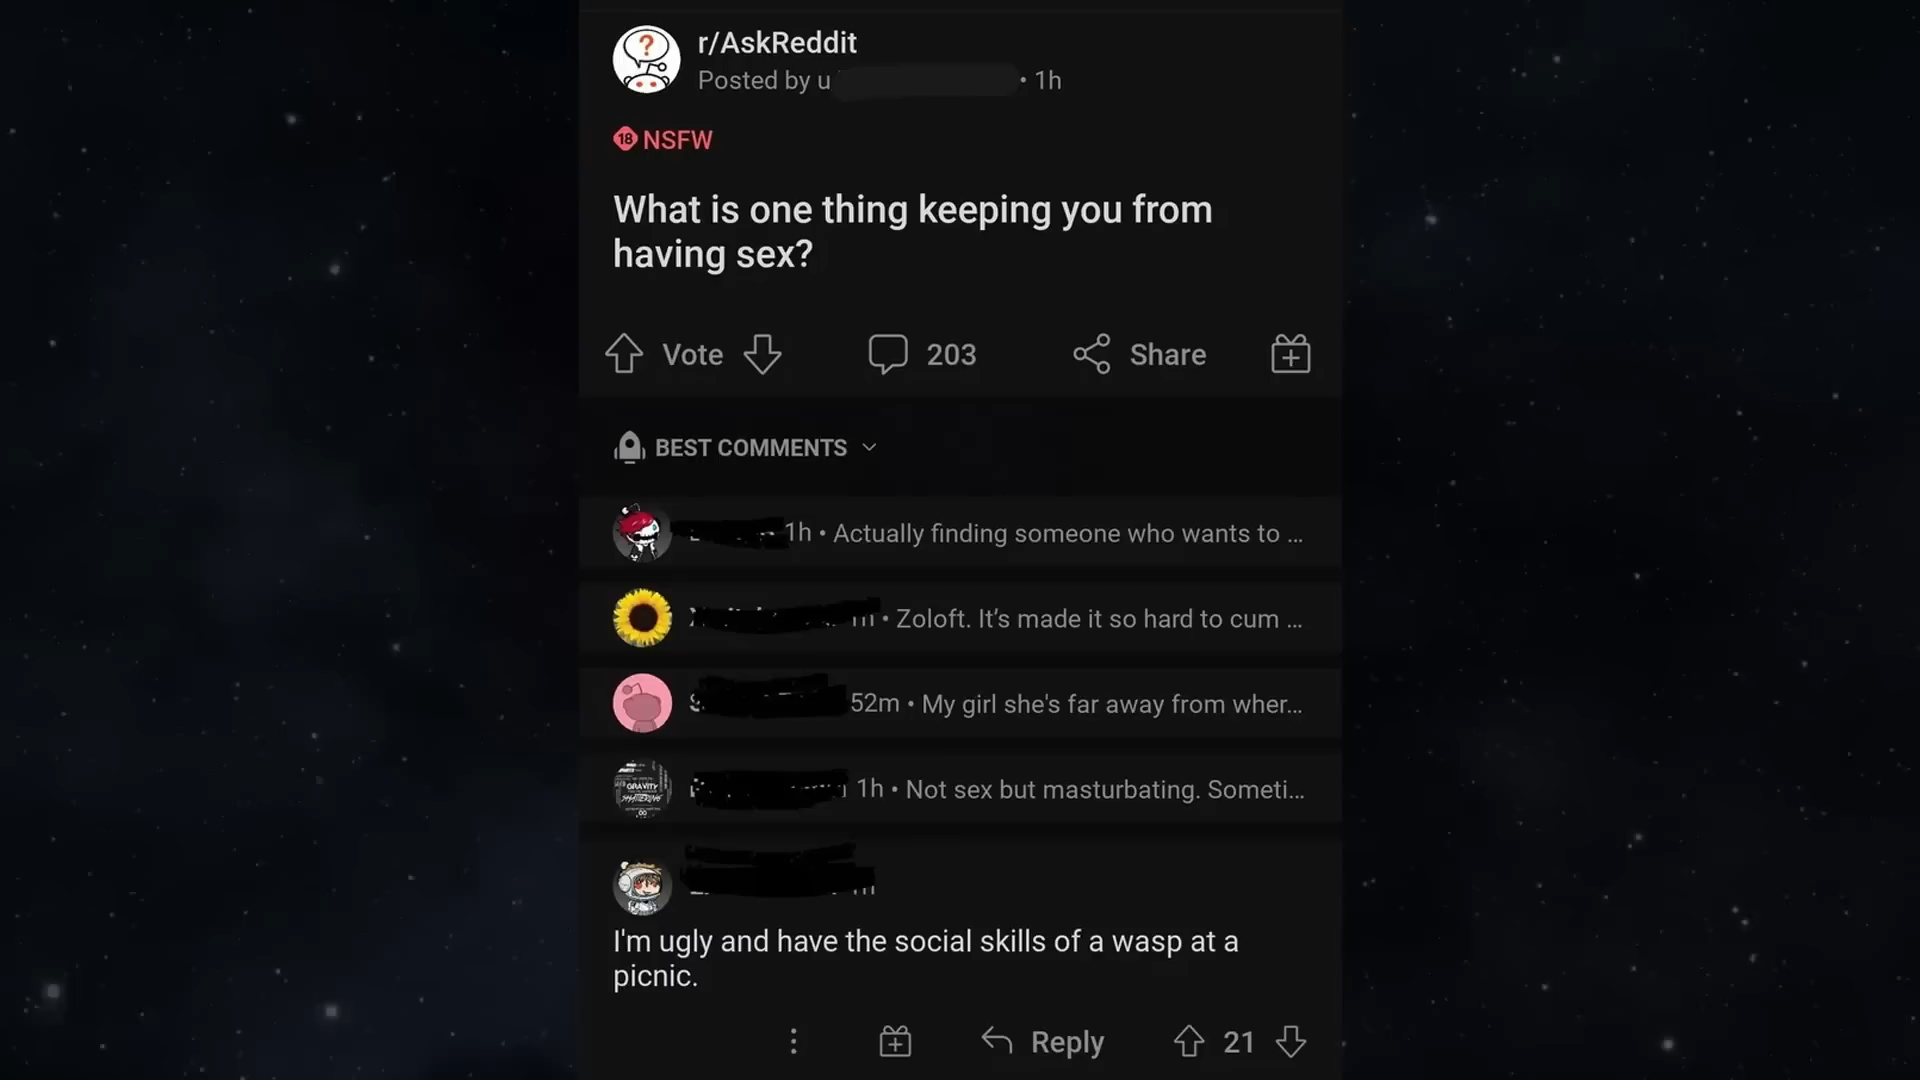 r/AskReddit
Posted by u • 1h
18 NSFW
What is one thing keeping you from
having sex?
Vote 203 Share
BEST COMMENTS
1h • Actually finding someone who wants to ...
• Zoloft. It’s made it so hard to cum ...
52m • My girl she's far away from wher...
GRAVITY
1h • Not sex but masturbating. Someti...
I'm ugly and have the social skills of a wasp at a
picnic.
Reply 21